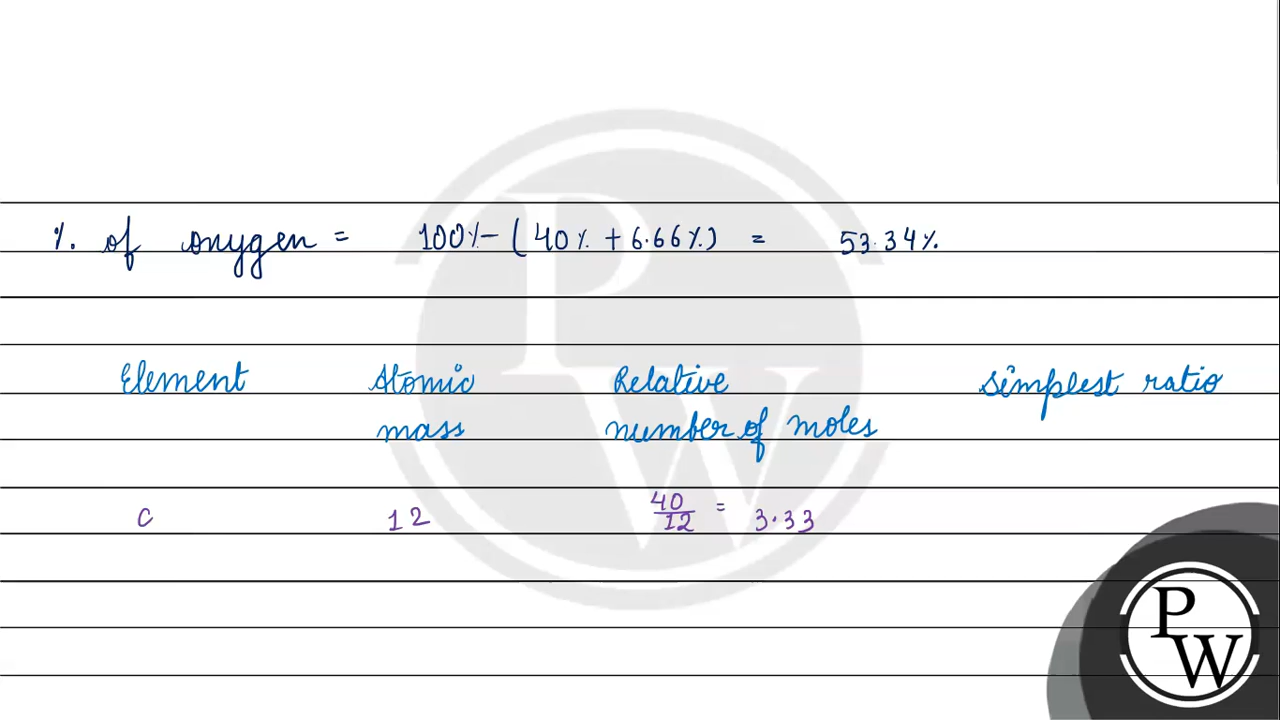 % of oxygen = 100% - (40% + 6.66%) = 53.34%
Element Atomic mass Relative number of moles Simplest ratio
C 12 40/12 = 3.33
P
W
P
W